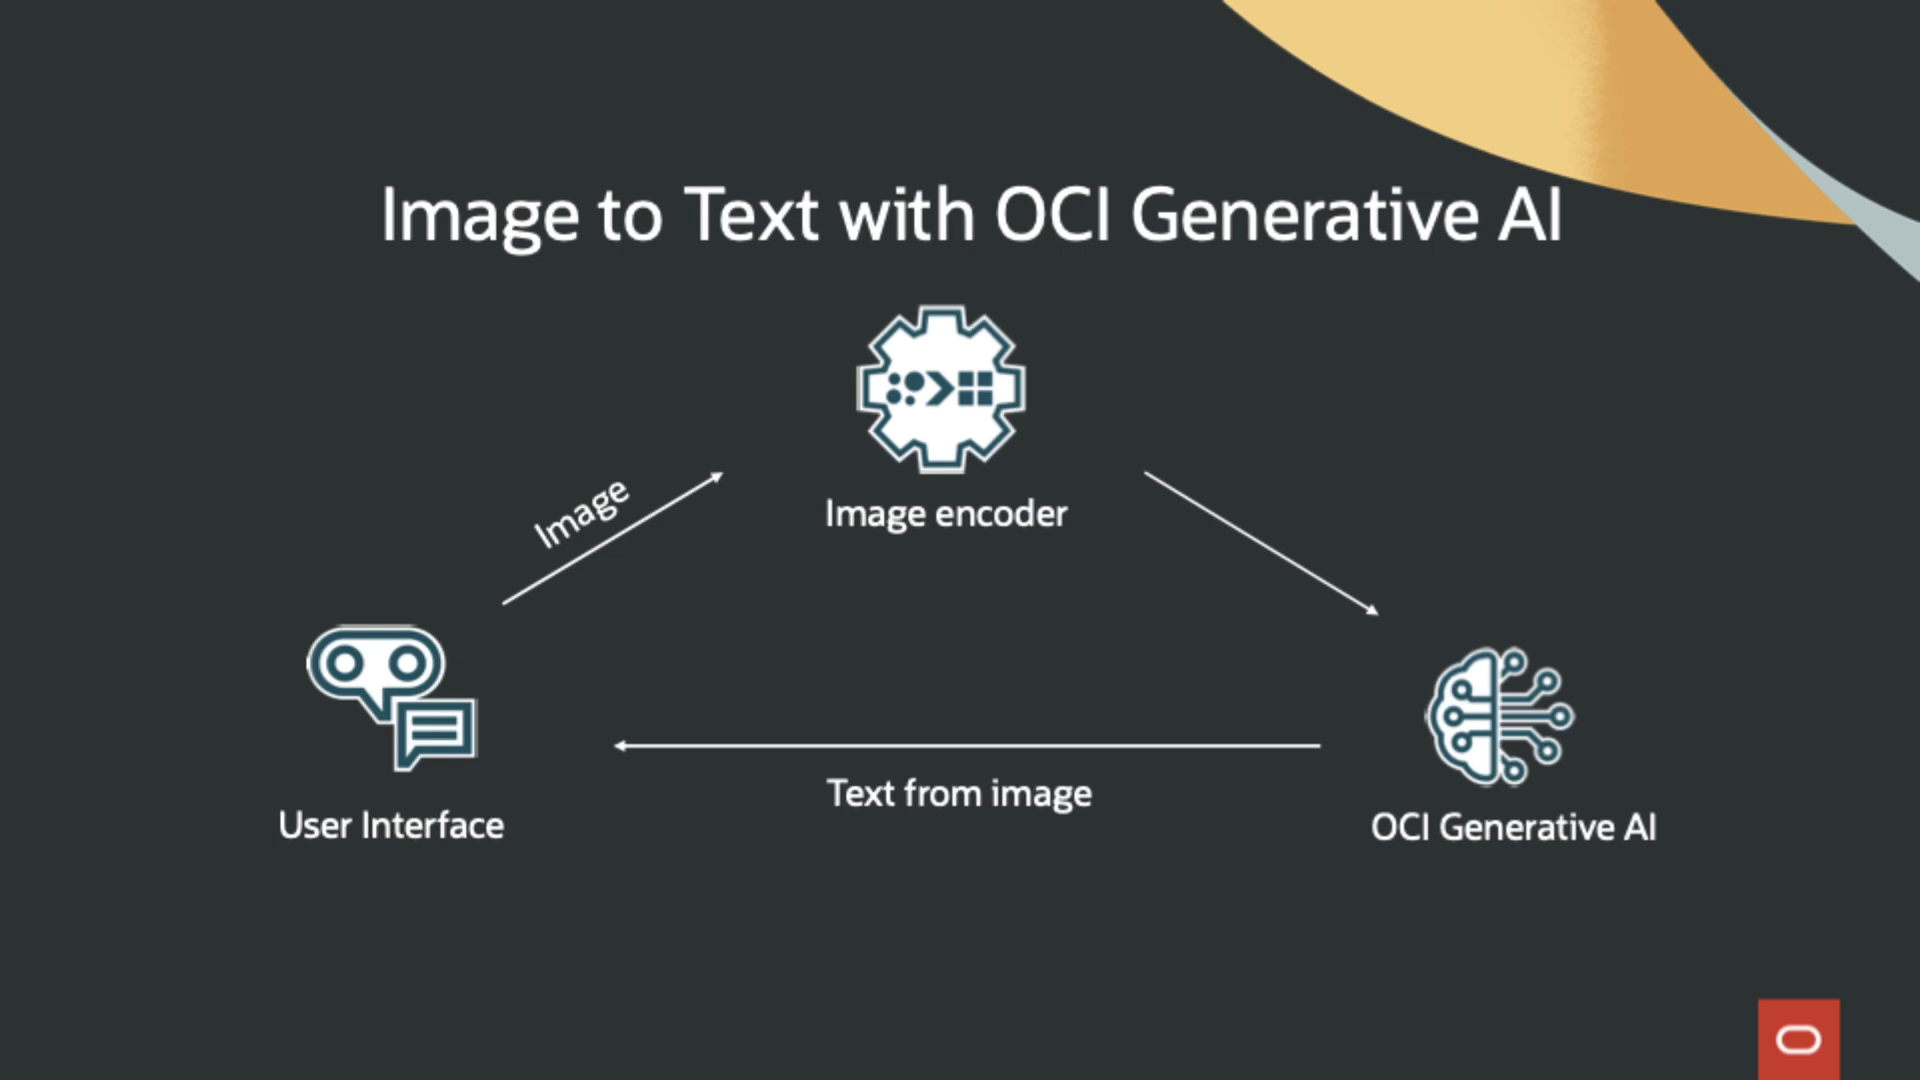 Image to Text with OCI Generative AI
Image
Image encoder
Text from image
User Interface
OCI Generative AI